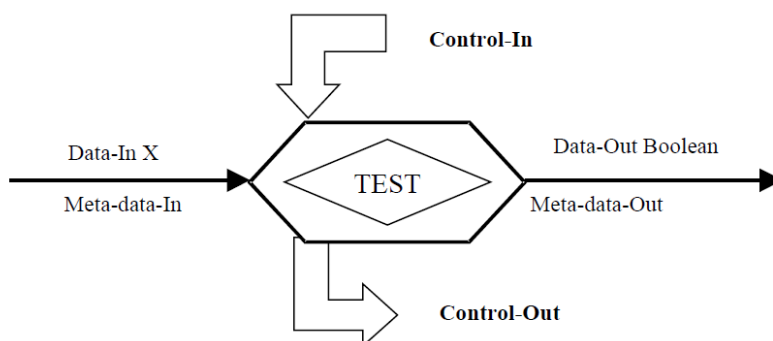 Control-In
Data-In X
Data-Out Boolean
TEST
Meta-data-In
Meta-data-Out
Control-Out